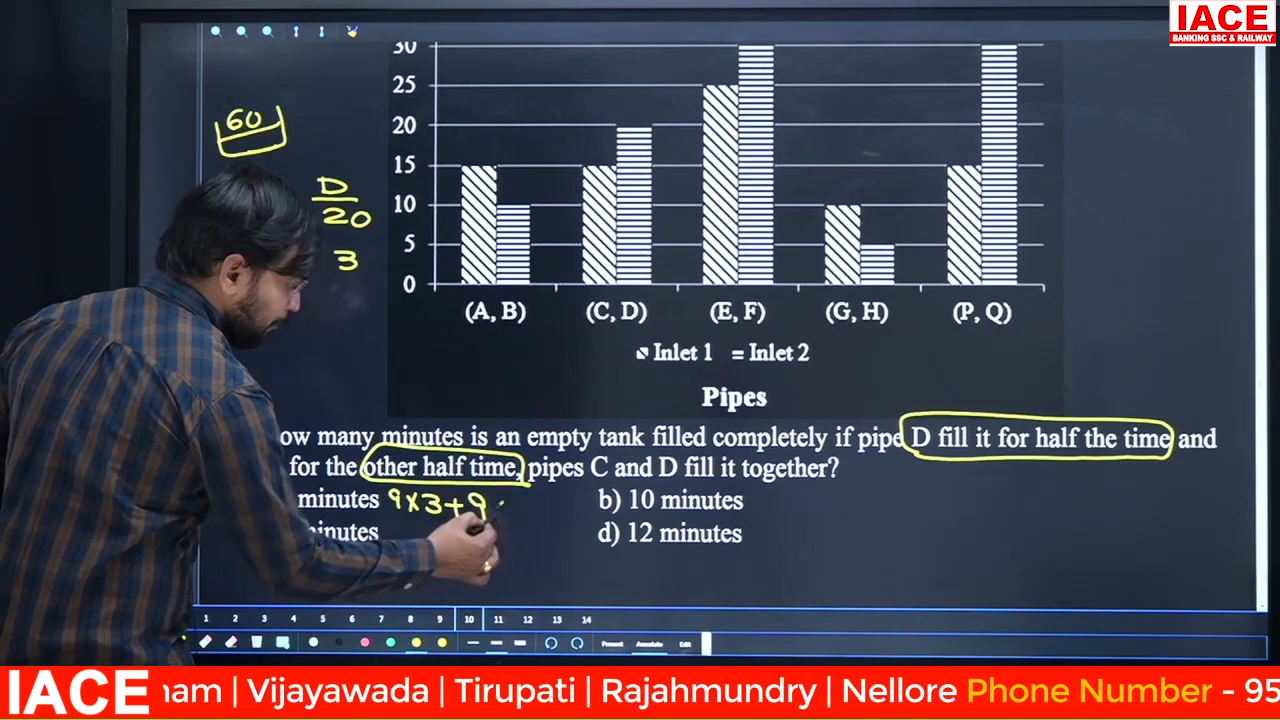 IACE
BANKING SSC & RAILWAY
30
25
20
15
10
5
0
60
D
20
3
(A, B) (C, D) (E, F) (G, H) (P, Q)
Inlet 1 = Inlet 2
Pipes
ow many minutes is an empty tank filled completely if pipe D fill it for half the time and
for the other half time, pipes C and D fill it together?
minutes 9×3+9 b) 10 minutes
minutes d) 12 minutes
1 2 3 4 5 6 7 8 9 10 11 12 13 14
Present Annotate Edit
IACE nam | Vijayawada | Tirupati | Rajahmundry | Nellore Phone Number - 95